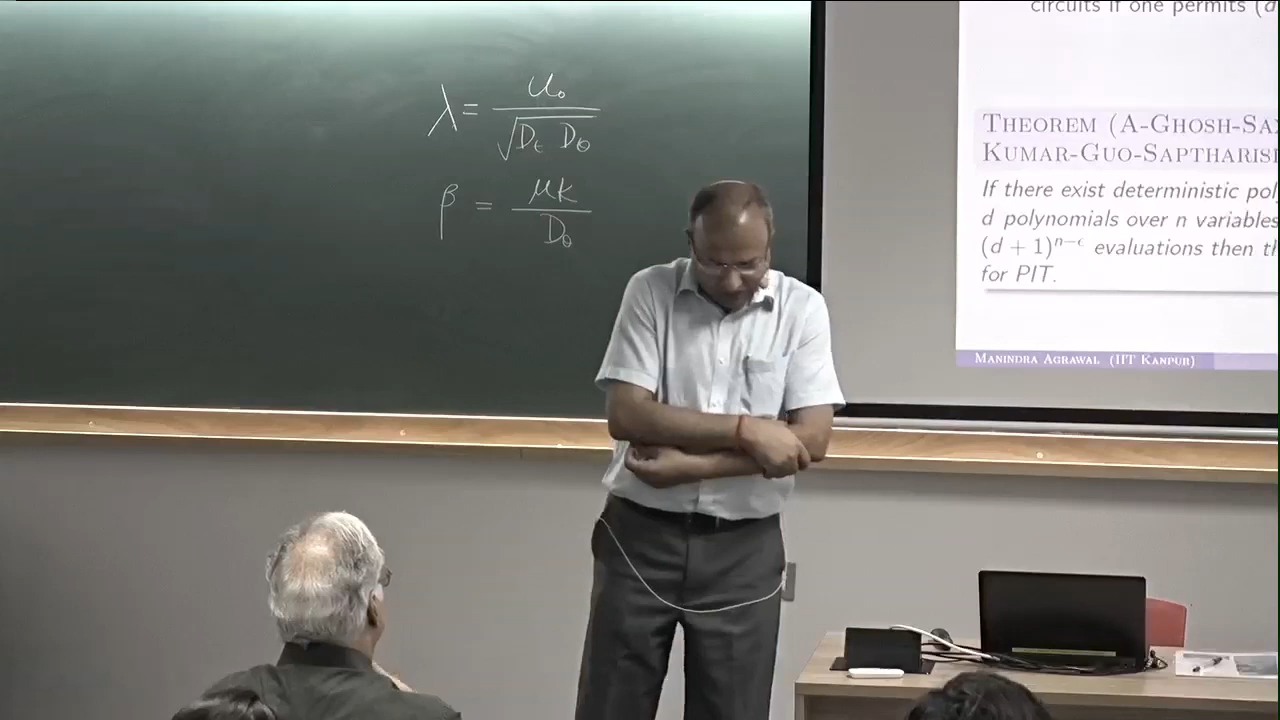 λ = U₀ / √(D_t D_θ)
β = μk / D_θ
circuits if one permits (d
THEOREM (A-GHOSH-SA
KUMAR-GUO-SAPTHARISH
If there exist deterministic pol
d polynomials over n variables
(d + 1)ⁿ⁻ᵋ evaluations then th
for PIT.
MANINDRA AGRAWAL (IIT KANPUR)